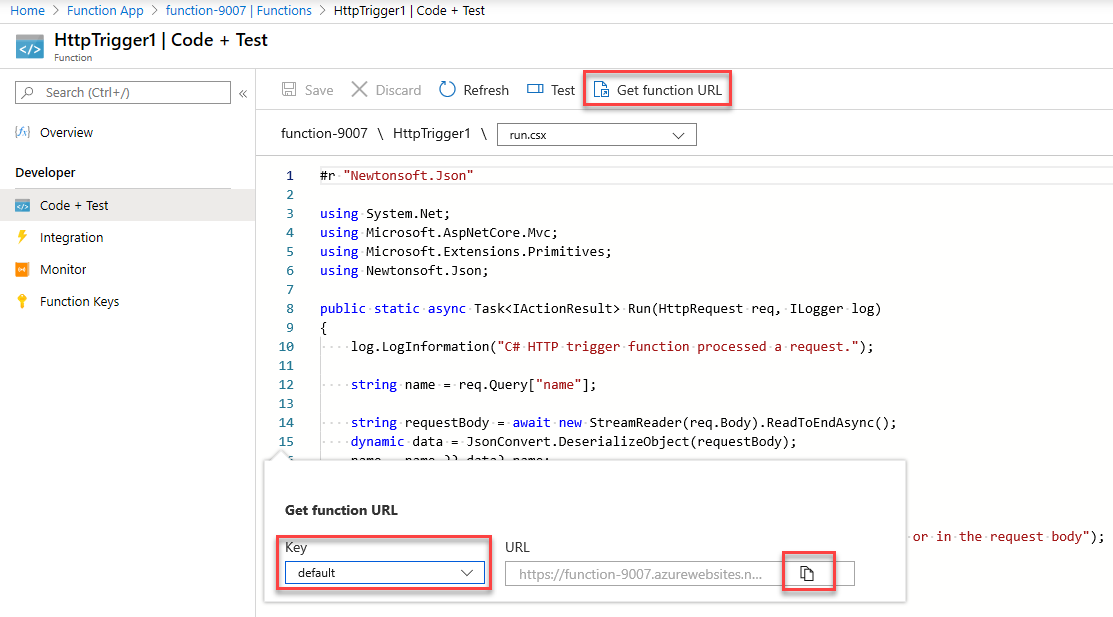 Home > Function App > function-9007 | Functions > HttpTrigger1 | Code + Test
HttpTrigger1 | Code + Test
Function
Search (Ctrl+/)
«
Overview
Developer
Code + Test
Integration
Monitor
Function Keys
Save Discard Refresh Test Get function URL
function-9007 \ HttpTrigger1 \ run.csx
1 #r "Newtonsoft.Json"
2
3 using System.Net;
4 using Microsoft.AspNetCore.Mvc;
5 using Microsoft.Extensions.Primitives;
6 using Newtonsoft.Json;
7
8 public static async Task<IActionResult> Run(HttpRequest req, ILogger log)
9 {
10 log.LogInformation("C# HTTP trigger function processed a request.");
11
12 string name = req.Query["name"];
13
14 string requestBody = await new StreamReader(req.Body).ReadToEndAsync();
15 dynamic data = JsonConvert.DeserializeObject(requestBody);
name = name ?? data?.name;
or in the request body");
Get function URL
Key
default
URL
https://function-9007.azurewebsites.n...